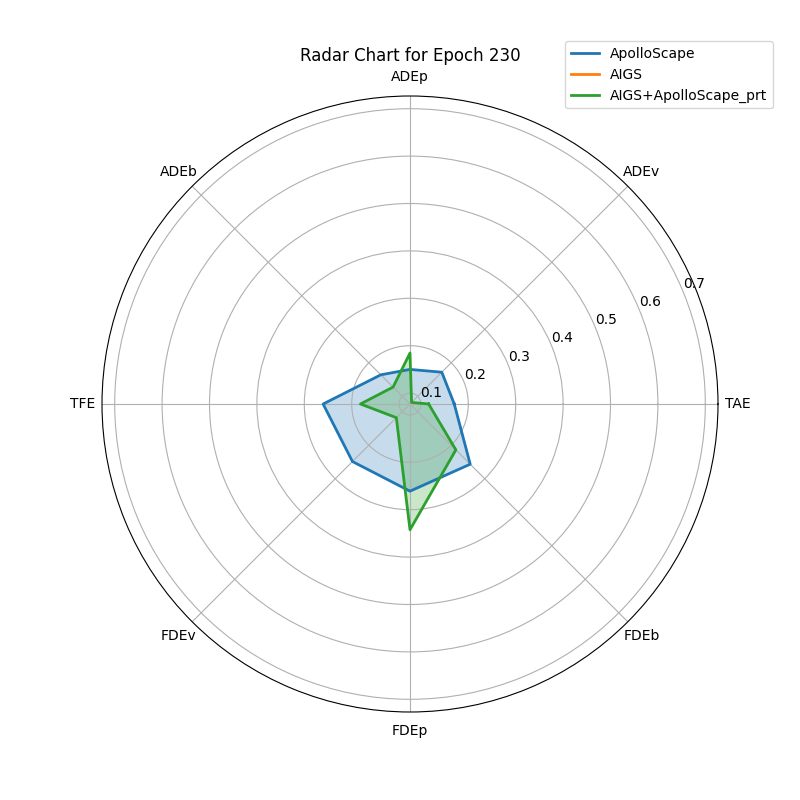 Radar Chart for Epoch 230
ApolloScape
AIGS
AIGS+ApolloScape_prt
ADEp
ADEb
ADEv
0.7
0.6
0.5
0.4
0.3
0.2
0.1
TFE
TAE
FDEv
FDEb
FDEp